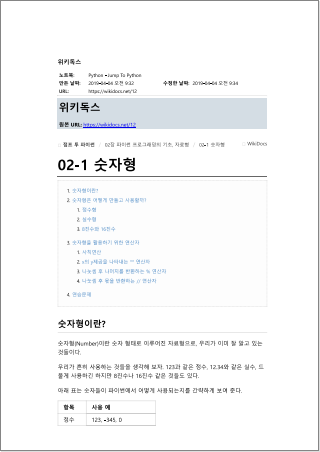 위키독스
노트북: Python - Jump To Python
만든 날짜: 2019-04-04 오전 9:32 수정한 날짜: 2019-04-04 오전 9:34
URL: https://wikidocs.net/12
위키독스
원본 URL: https://wikidocs.net/12
점프 투 파이썬 / 02장 파이썬 프로그래밍의 기초, 자료형 / 02-1 숫자형 WikiDocs
02-1 숫자형
1. 숫자형이란?
2. 숫자형은 어떻게 만들고 사용할까?
1. 정수형
2. 실수형
3. 8진수와 16진수
3. 숫자형을 활용하기 위한 연산자
1. 사칙연산
2. x의 y제곱을 나타내는 ** 연산자
3. 나눗셈 후 나머지를 반환하는 % 연산자
4. 나눗셈 후 몫을 반환하는 // 연산자
4. 연습문제
숫자형이란?
숫자형(Number)이란 숫자 형태로 이루어진 자료형으로, 우리가 이미 잘 알고 있는
것들이다.
우리가 흔히 사용하는 것들을 생각해 보자. 123과 같은 정수, 12.34와 같은 실수, 드
물게 사용하긴 하지만 8진수나 16진수 같은 것들도 있다.
아래 표는 숫자들이 파이썬에서 어떻게 사용되는지를 간략하게 보여 준다.
항목 사용 예
정수 123, -345, 0